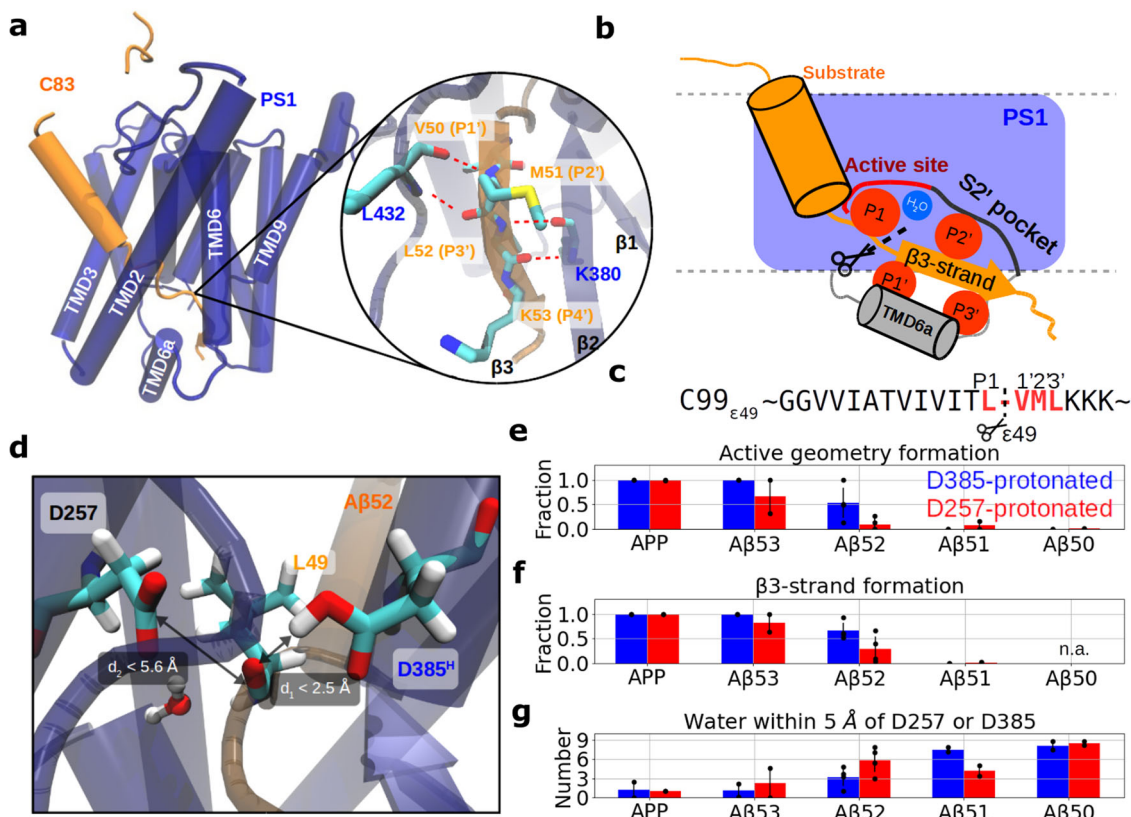 a
C83
PS1
TMD3
TMD2
TMD6
TMD9
TMD6a
V50 (P1')
M51 (P2')
L432
L52 (P3')
β1
K380
K53 (P4')
β2
β3
b
Substrate
PS1
Active site
S2' pocket
P1
H₂O
P2'
β3-strand
P1'
P3'
TMD6a
c
P1 1'2'3'
C99ε49 ~GGVVIATVIVITL-VMLKKK~
ε49
d
D257
Aβ52
L49
D385ᴴ
d₂ < 5.6 Å
d₁ < 2.5 Å
e
Active geometry formation
Fraction
1.0
0.5
0.0
D385-protonated
D257-protonated
APP Aβ53 Aβ52 Aβ51 Aβ50
f
β3-strand formation
Fraction
1.0
0.5
0.0
n.a.
APP Aβ53 Aβ52 Aβ51 Aβ50
g
Water within 5 Å of D257 or D385
Number
9
6
3
0
APP Aβ53 Aβ52 Aβ51 Aβ50